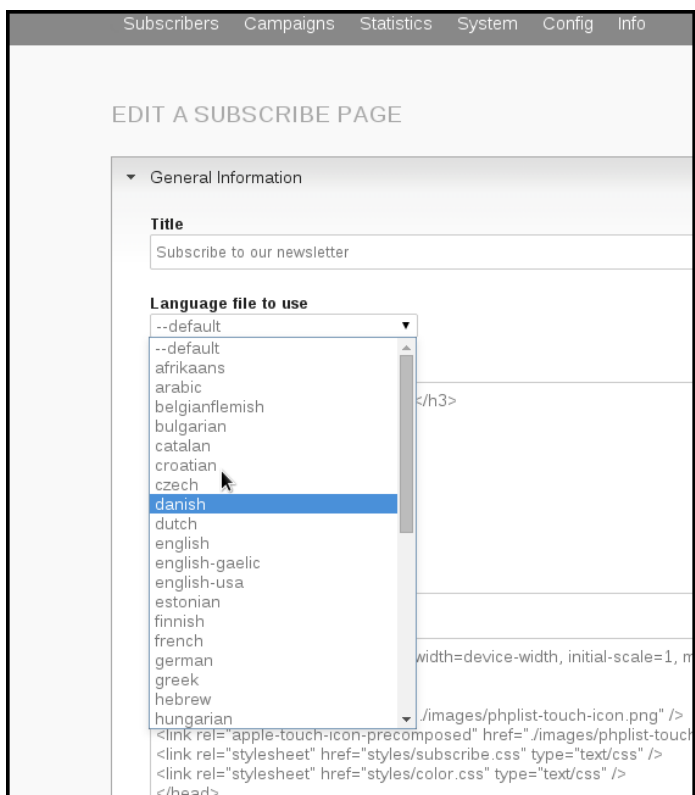 Subscribers Campaigns Statistics System Config Info
EDIT A SUBSCRIBE PAGE
General Information
Title
Subscribe to our newsletter
Language file to use
--default
--default
afrikaans
arabic
belgianflemish
</h3>
bulgarian
catalan
croatian
czech
danish
dutch
english
english-gaelic
english-usa
estonian
finnish
french
german
width=device-width, initial-scale=1, m
greek
hebrew
hungarian
./images/phplist-touch-icon.png" />
<link rel="apple-touch-icon-precomposed" href="./images/phplist-touch
<link rel="stylesheet" href="styles/subscribe.css" type="text/css" />
<link rel="stylesheet" href="styles/color.css" type="text/css" />
</head>